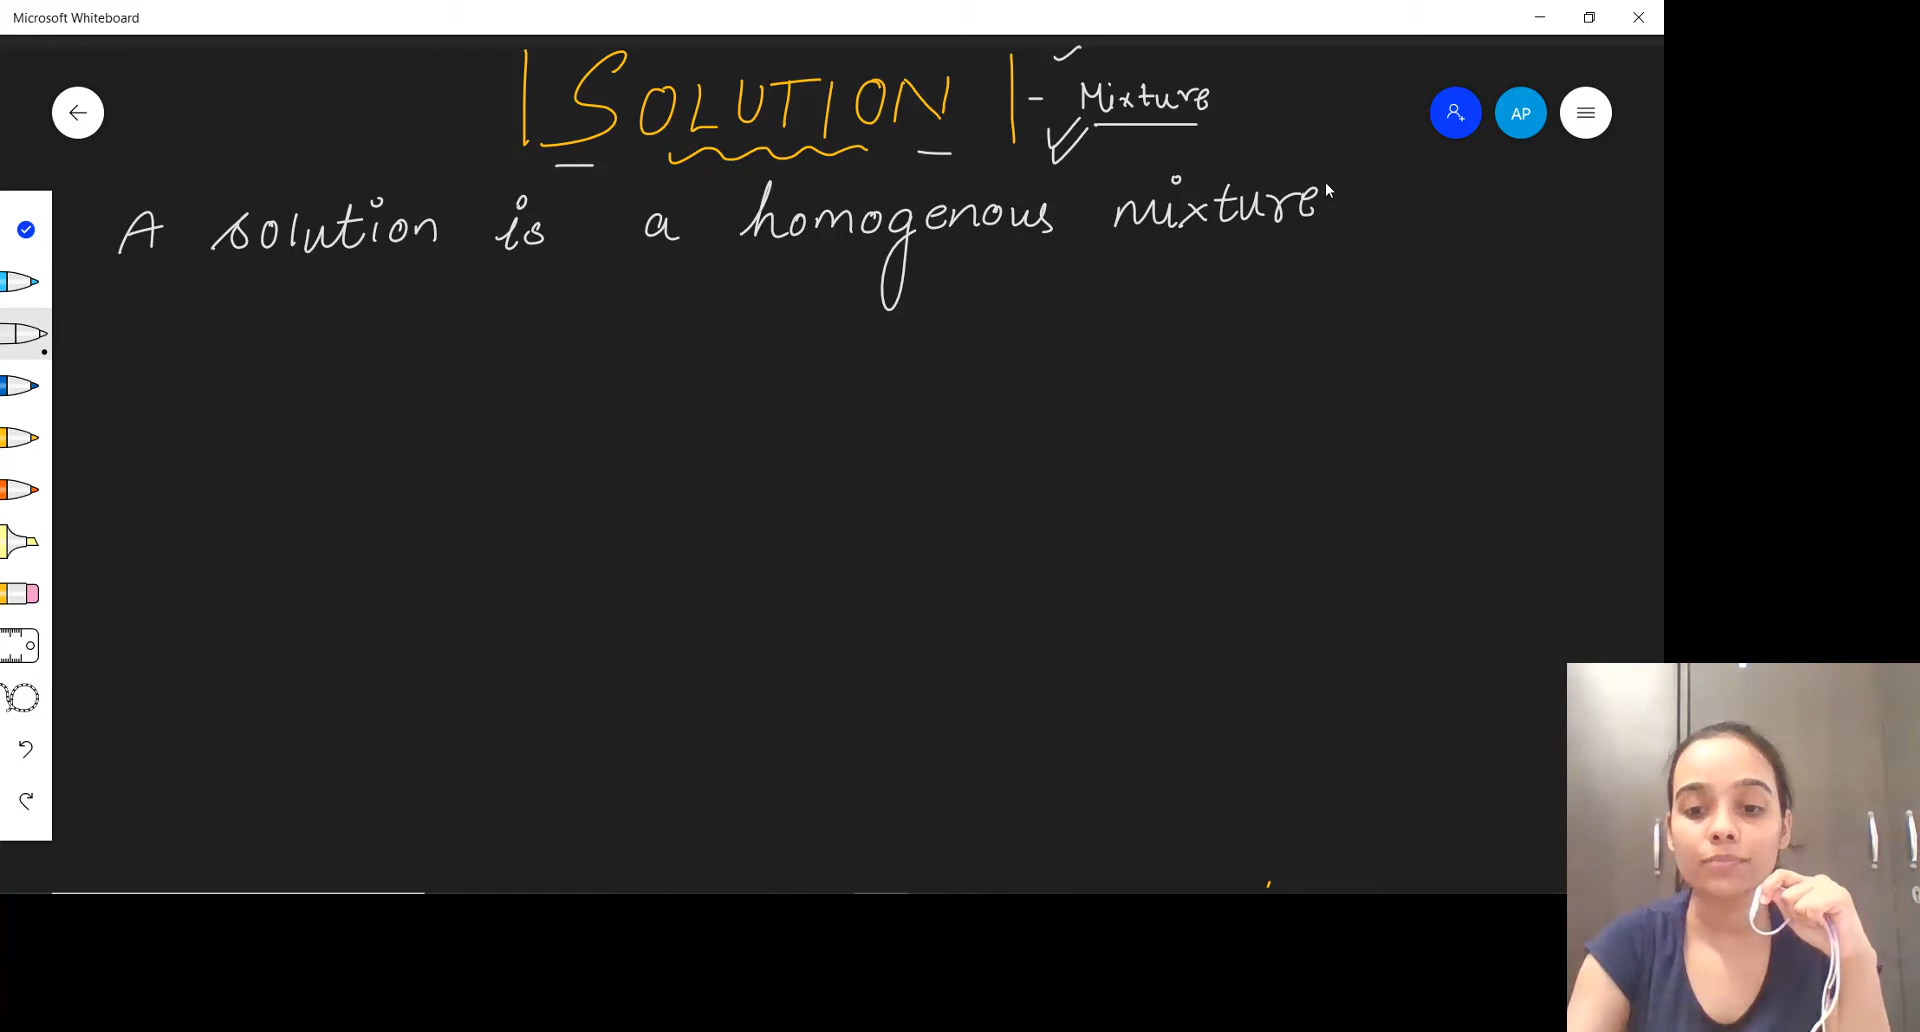 Microsoft Whiteboard
| SOLUTION | - Mixture
AP
A solution is a homogenous mixture